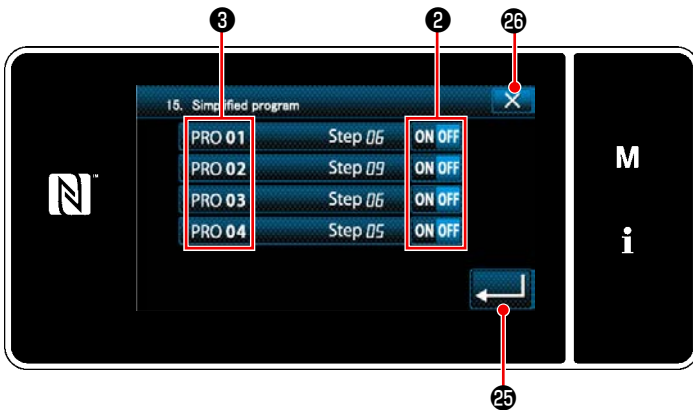 ❸ ❷ ㉖
15. Simplified program
PRO 01 Step 06 ON OFF
PRO 02 Step 09 ON OFF
PRO 03 Step 06 ON OFF
PRO 04 Step 05 ON OFF
N ™
M
i
㉕